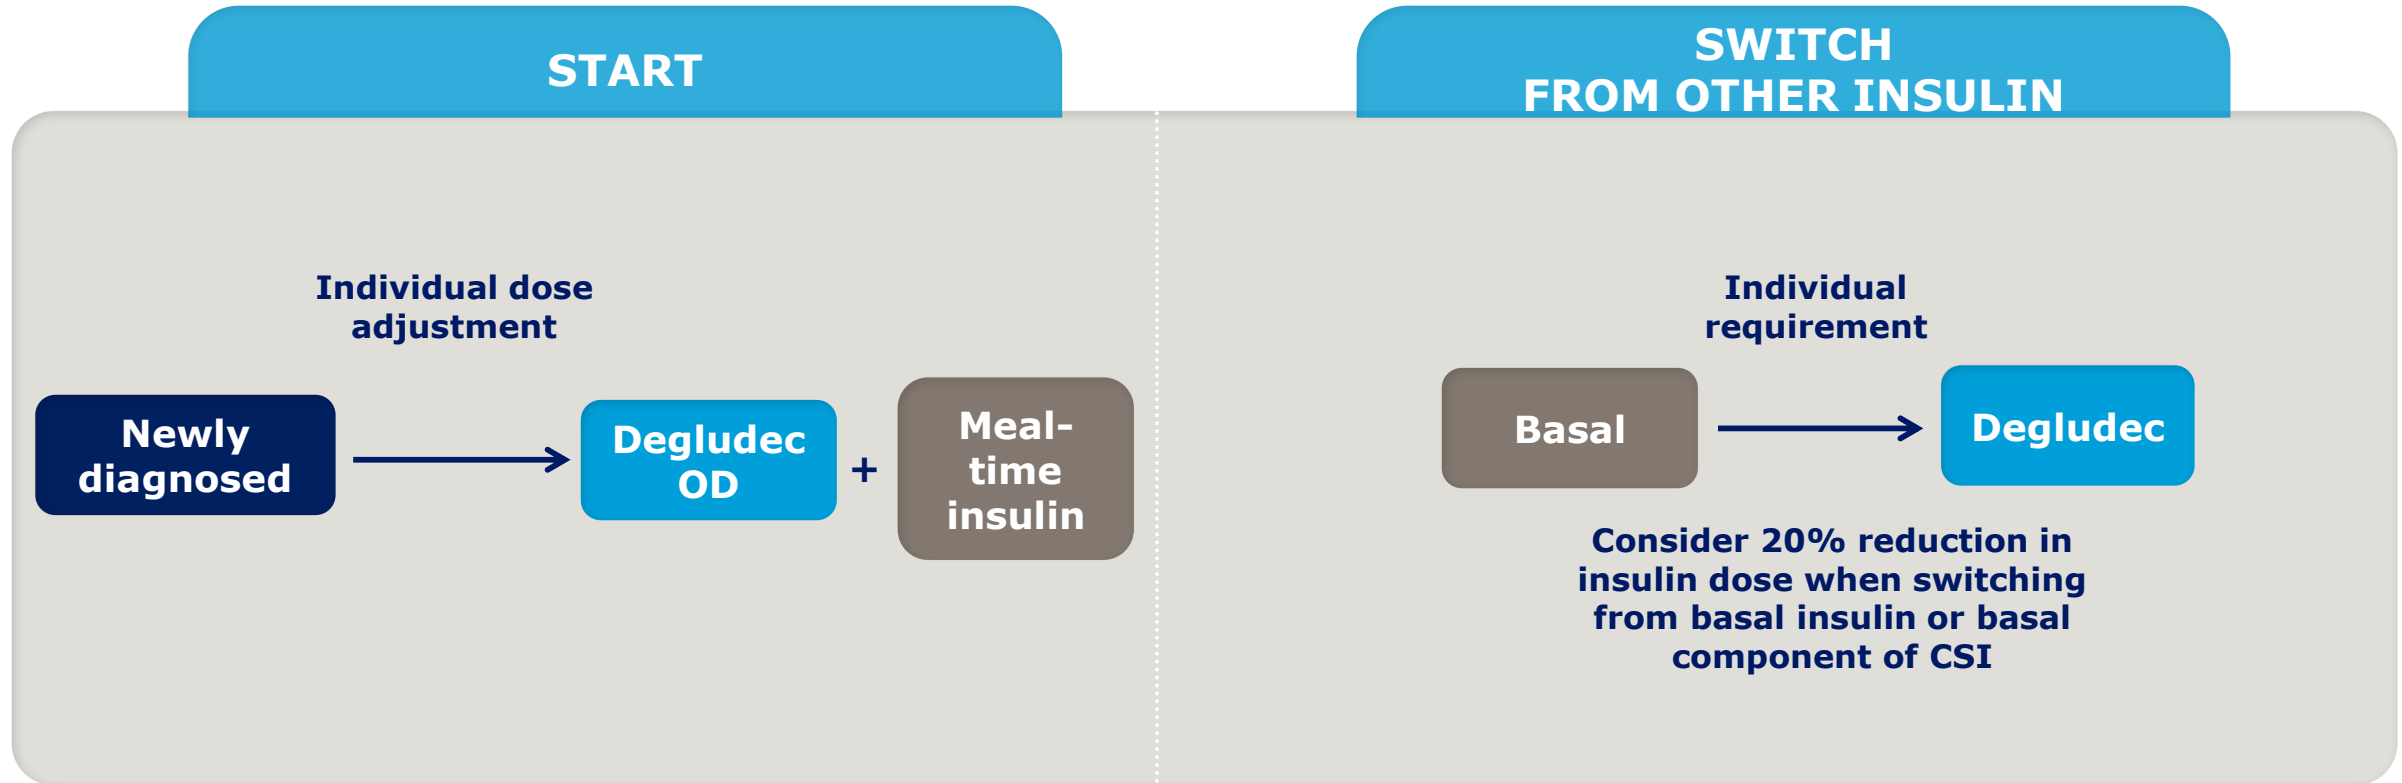 START
Individual dose
adjustment
Newly
diagnosed
Degludec
OD
+
Meal-
time
insulin
SWITCH
FROM OTHER INSULIN
Individual
requirement
Basal
Degludec
Consider 20% reduction in
insulin dose when switching
from basal insulin or basal
component of CSI